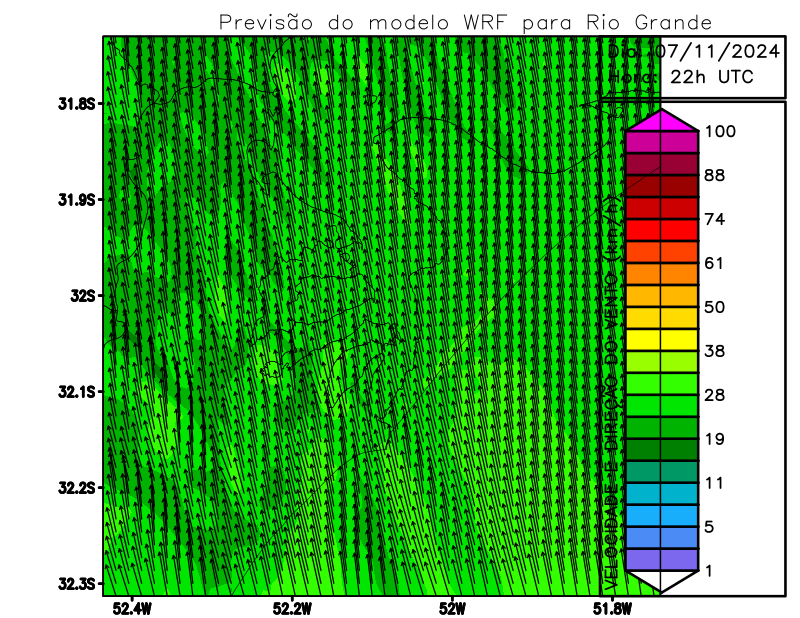 Previsão do modelo WRF para Rio Grande
Dia: 07/11/2024
Hora: 22h UTC
31.8S
31.9S
32S
32.1S
32.2S
32.3S
52.4W
52.2W
52W
51.8W
VELOCIDADE E DIREÇÃO DO VENTO (km/h)
100
88
74
61
50
38
28
19
11
5
1